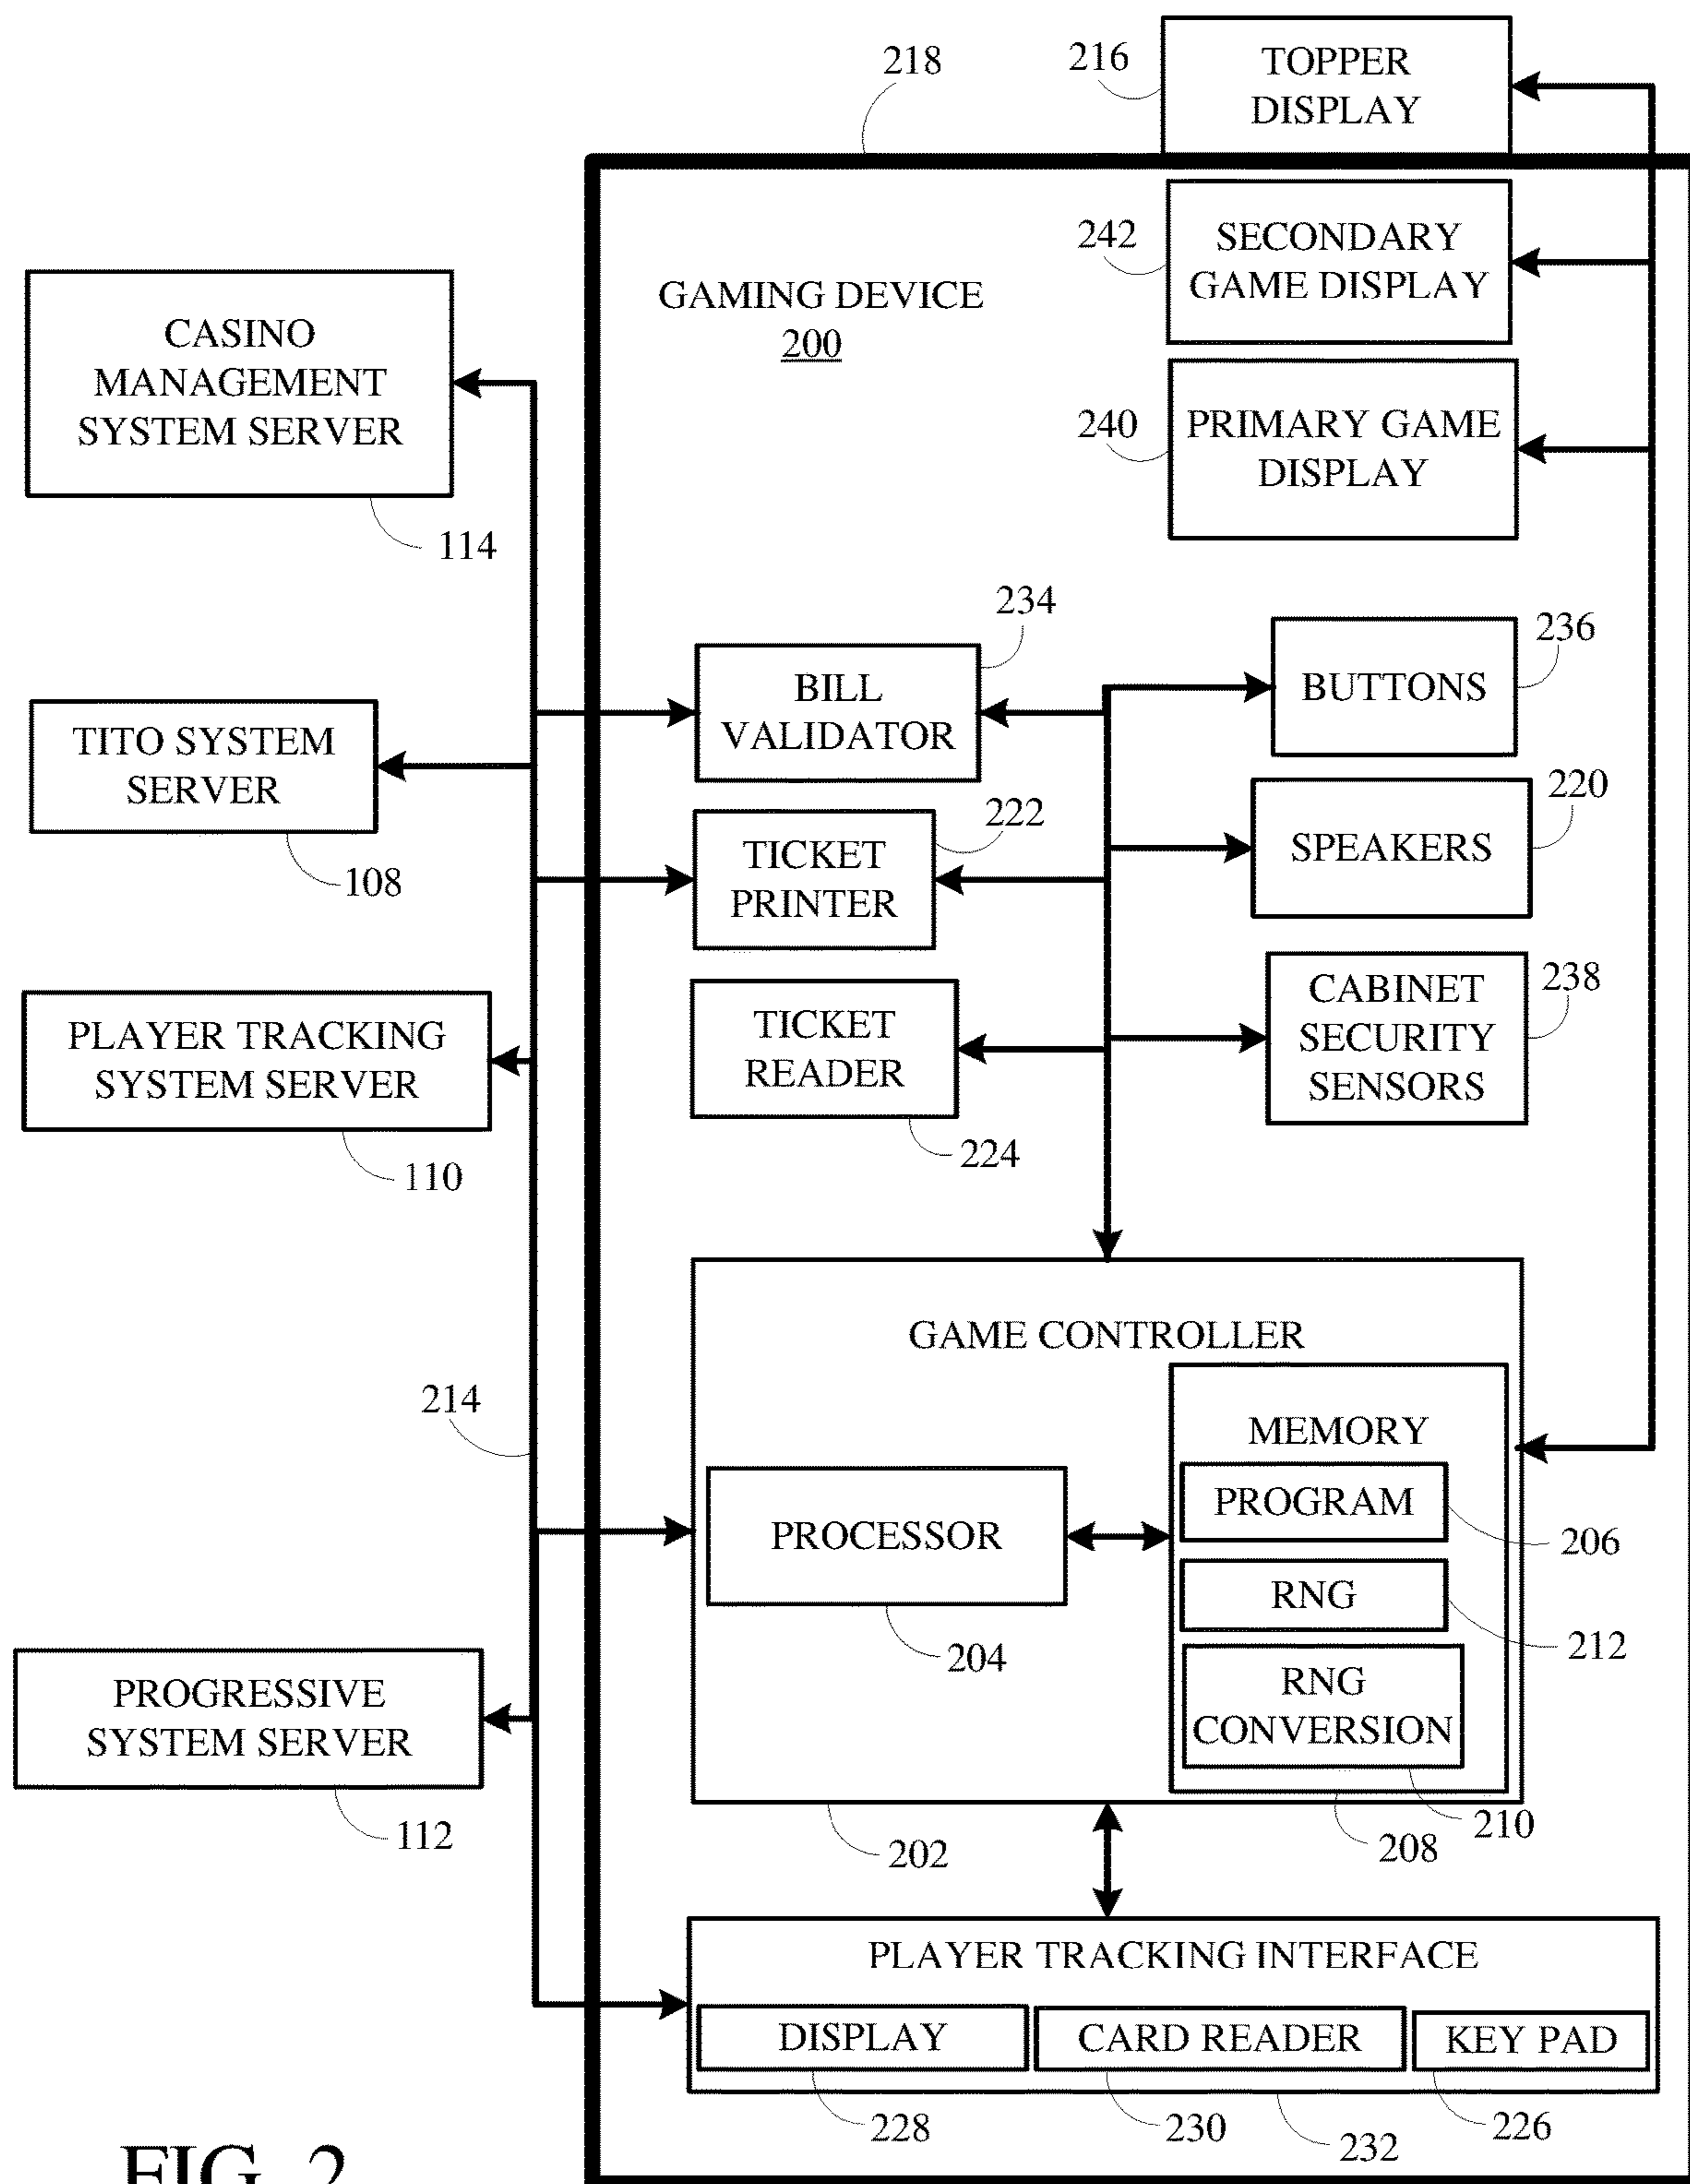 218
216
TOPPER
DISPLAY
242
SECONDARY
GAME DISPLAY
GAMING DEVICE
200
CASINO
MANAGEMENT
SYSTEM SERVER
114
240
PRIMARY GAME
DISPLAY
234
BILL
VALIDATOR
236
BUTTONS
TITO SYSTEM
SERVER
108
222
TICKET
PRINTER
220
SPEAKERS
PLAYER TRACKING
SYSTEM SERVER
110
TICKET
READER
224
238
CABINET
SECURITY
SENSORS
214
GAME CONTROLLER
MEMORY
PROGRAM
206
PROCESSOR
204
RNG
212
RNG
CONVERSION
210
208
202
PROGRESSIVE
SYSTEM SERVER
112
PLAYER TRACKING INTERFACE
DISPLAY
CARD READER
KEY PAD
228
230
232
226
FIG. 2